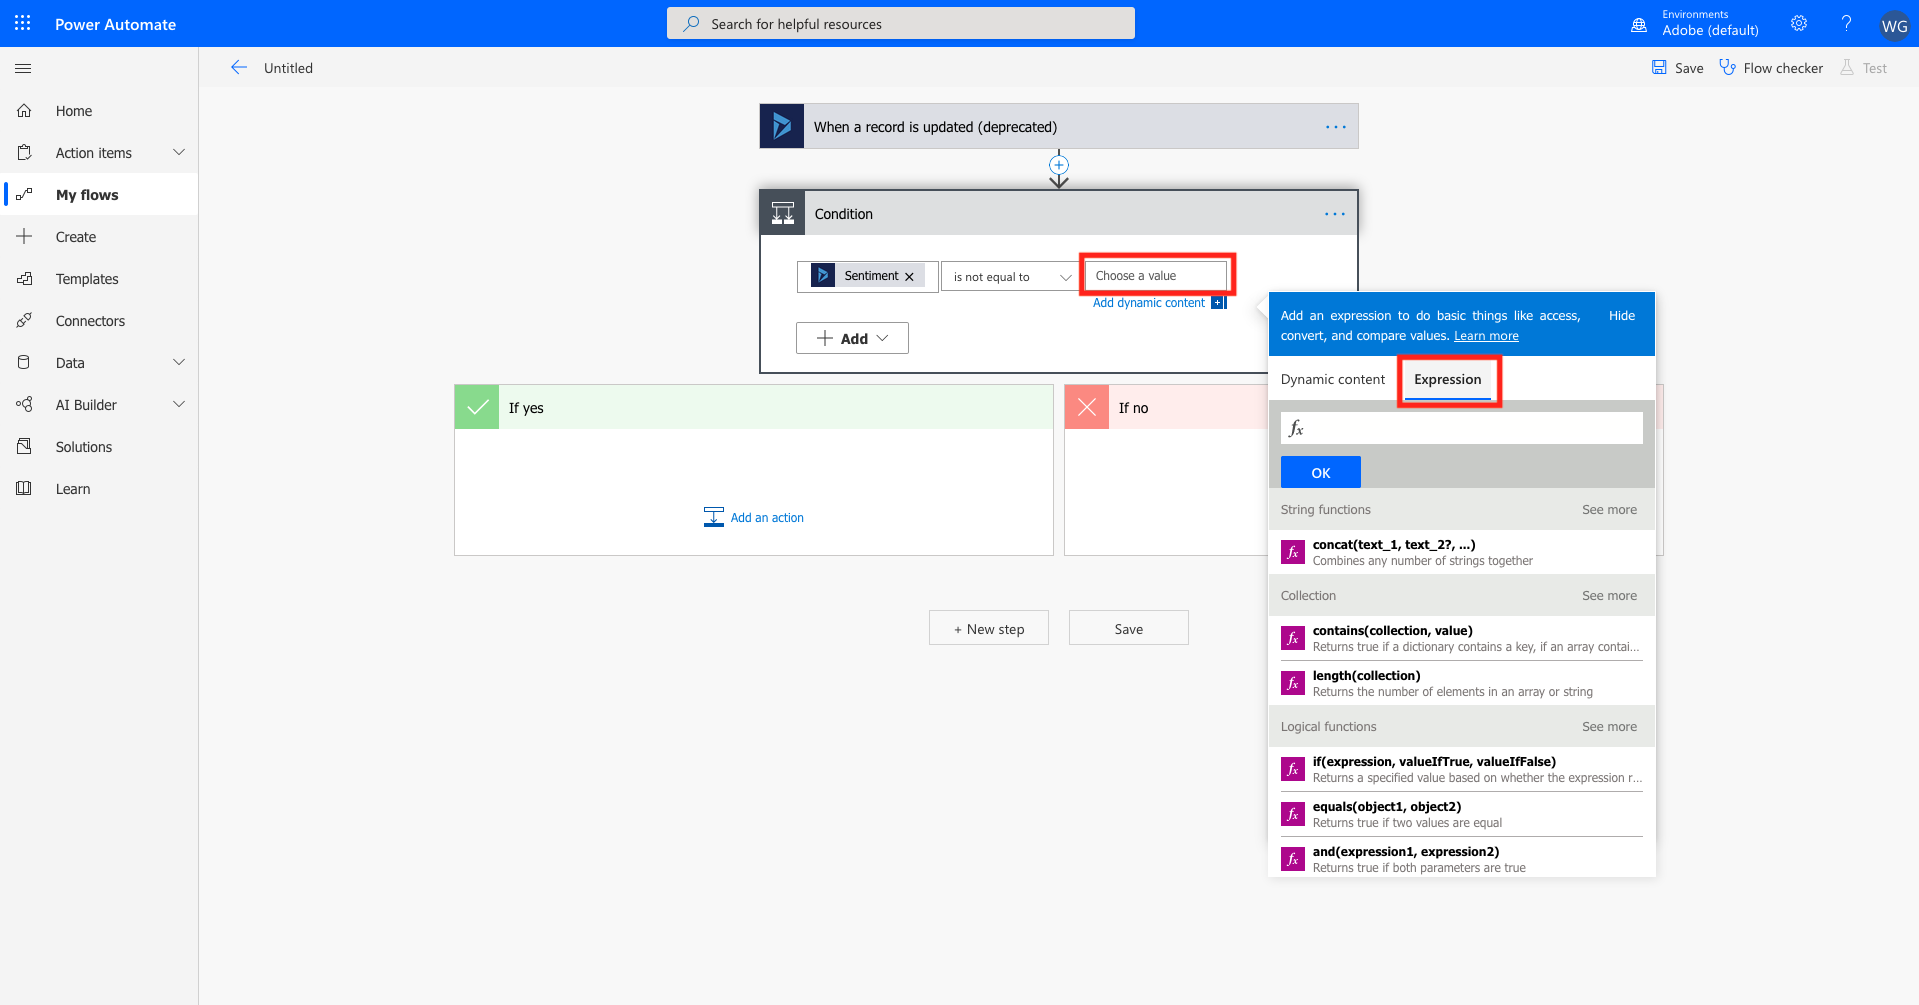 Power Automate
Search for helpful resources
Environments
Adobe (default)
?
WG
Untitled
Save
Flow checker
Test
Home
Action items
My flows
Create
Templates
Connectors
Data
AI Builder
Solutions
Learn
When a record is updated (deprecated)
Condition
Sentiment
is not equal to
Choose a value
Add dynamic content
Add
If yes
Add an action
If no
+ New step
Save
Add an expression to do basic things like access,
convert, and compare values. Learn more
Hide
Dynamic content
Expression
fx
OK
String functions
See more
fx
concat(text_1, text_2?, ...)
Combines any number of strings together
Collection
See more
fx
contains(collection, value)
Returns true if a dictionary contains a key, if an array contai...
fx
length(collection)
Returns the number of elements in an array or string
Logical functions
See more
fx
if(expression, valueIfTrue, valueIfFalse)
Returns a specified value based on whether the expression r...
fx
equals(object1, object2)
Returns true if two values are equal
fx
and(expression1, expression2)
Returns true if both parameters are true